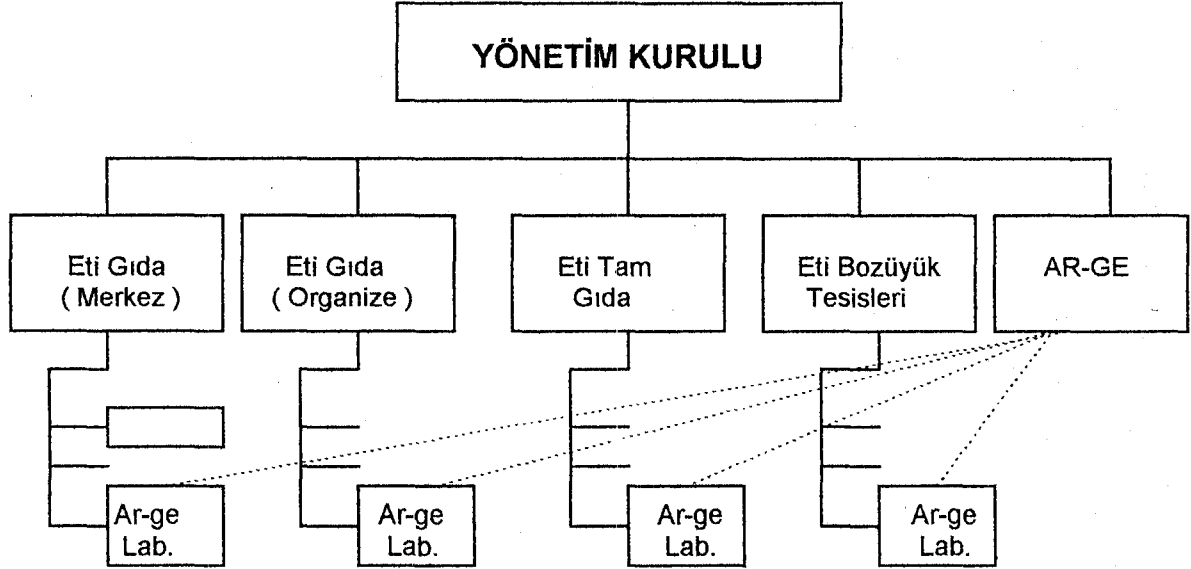 YÖNETİM KURULU
Eti Gıda
( Merkez )
Eti Gıda
( Organize )
Eti Tam
Gıda
Eti Bozüyük
Tesisleri
AR-GE
Ar-ge
Lab.
Ar-ge
Lab.
Ar-ge
Lab.
Ar-ge
Lab.